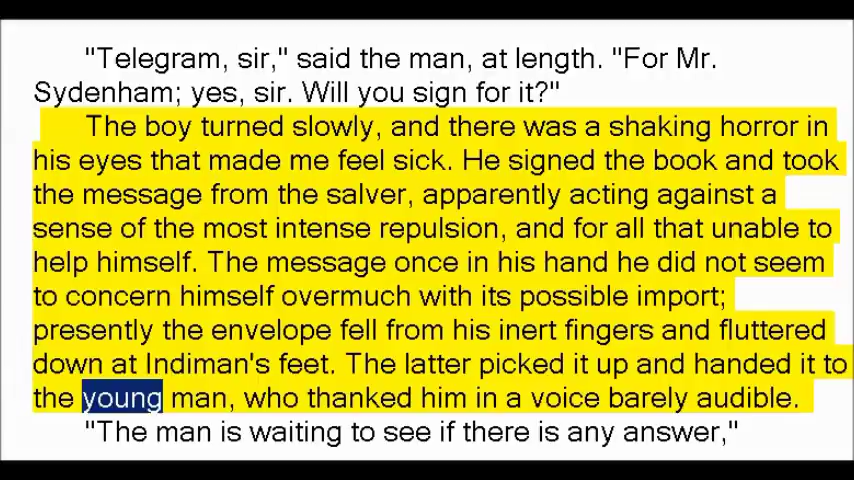 "Telegram, sir," said the man, at length. "For Mr.
Sydenham; yes, sir. Will you sign for it?"
The boy turned slowly, and there was a shaking horror in
his eyes that made me feel sick. He signed the book and took
the message from the salver, apparently acting against a
sense of the most intense repulsion, and for all that unable to
help himself. The message once in his hand he did not seem
to concern himself overmuch with its possible import;
presently the envelope fell from his inert fingers and fluttered
down at Indiman's feet. The latter picked it up and handed it to
the young man, who thanked him in a voice barely audible.
"The man is waiting to see if there is any answer,"